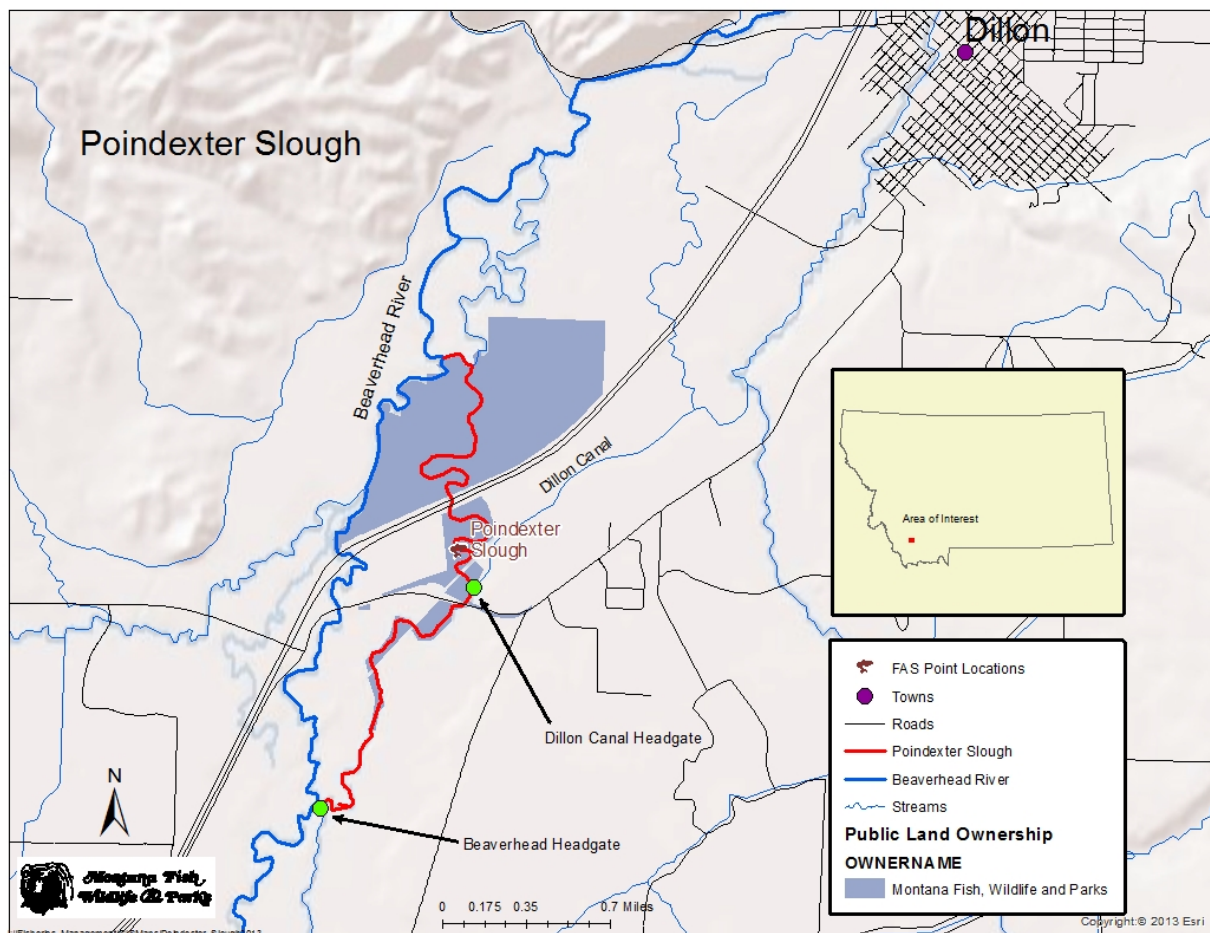 Dillon
Poindexter Slough
Beaverhead River
Dillon Canal
Poindexter
Slough
Area of Interest
Dillon Canal Headgate
Beaverhead Headgate
N
FAS Point Locations
Towns
Roads
Poindexter Slough
Beaverhead River
Streams
Public Land Ownership
OWNERNAME
Montana Fish, Wildlife and Parks
Montana Fish
Wildlife & Parks
0 0.175 0.35 0.7 Miles
Copyright:© 2013 Esri